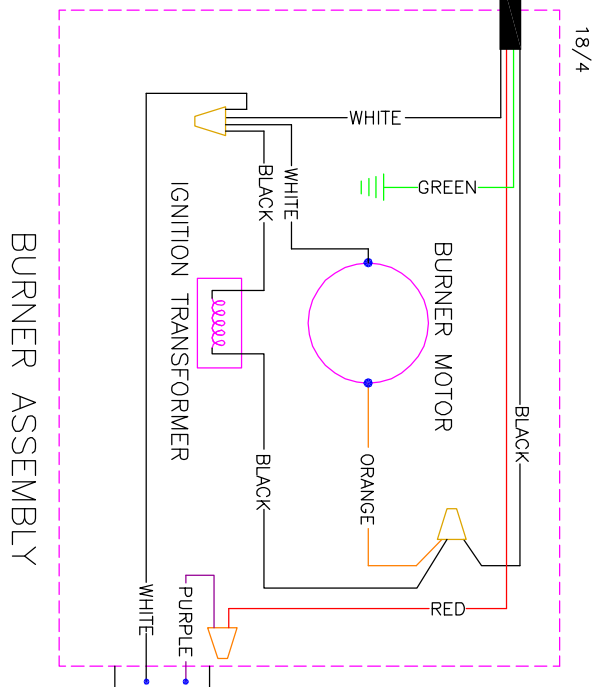 18/4
WHITE
GREEN
WHITE
BLACK
IGNITION TRANSFORMER
BURNER MOTOR
BURNER ASSEMBLY
BLACK
BLACK
ORANGE
RED
WHITE
PURPLE